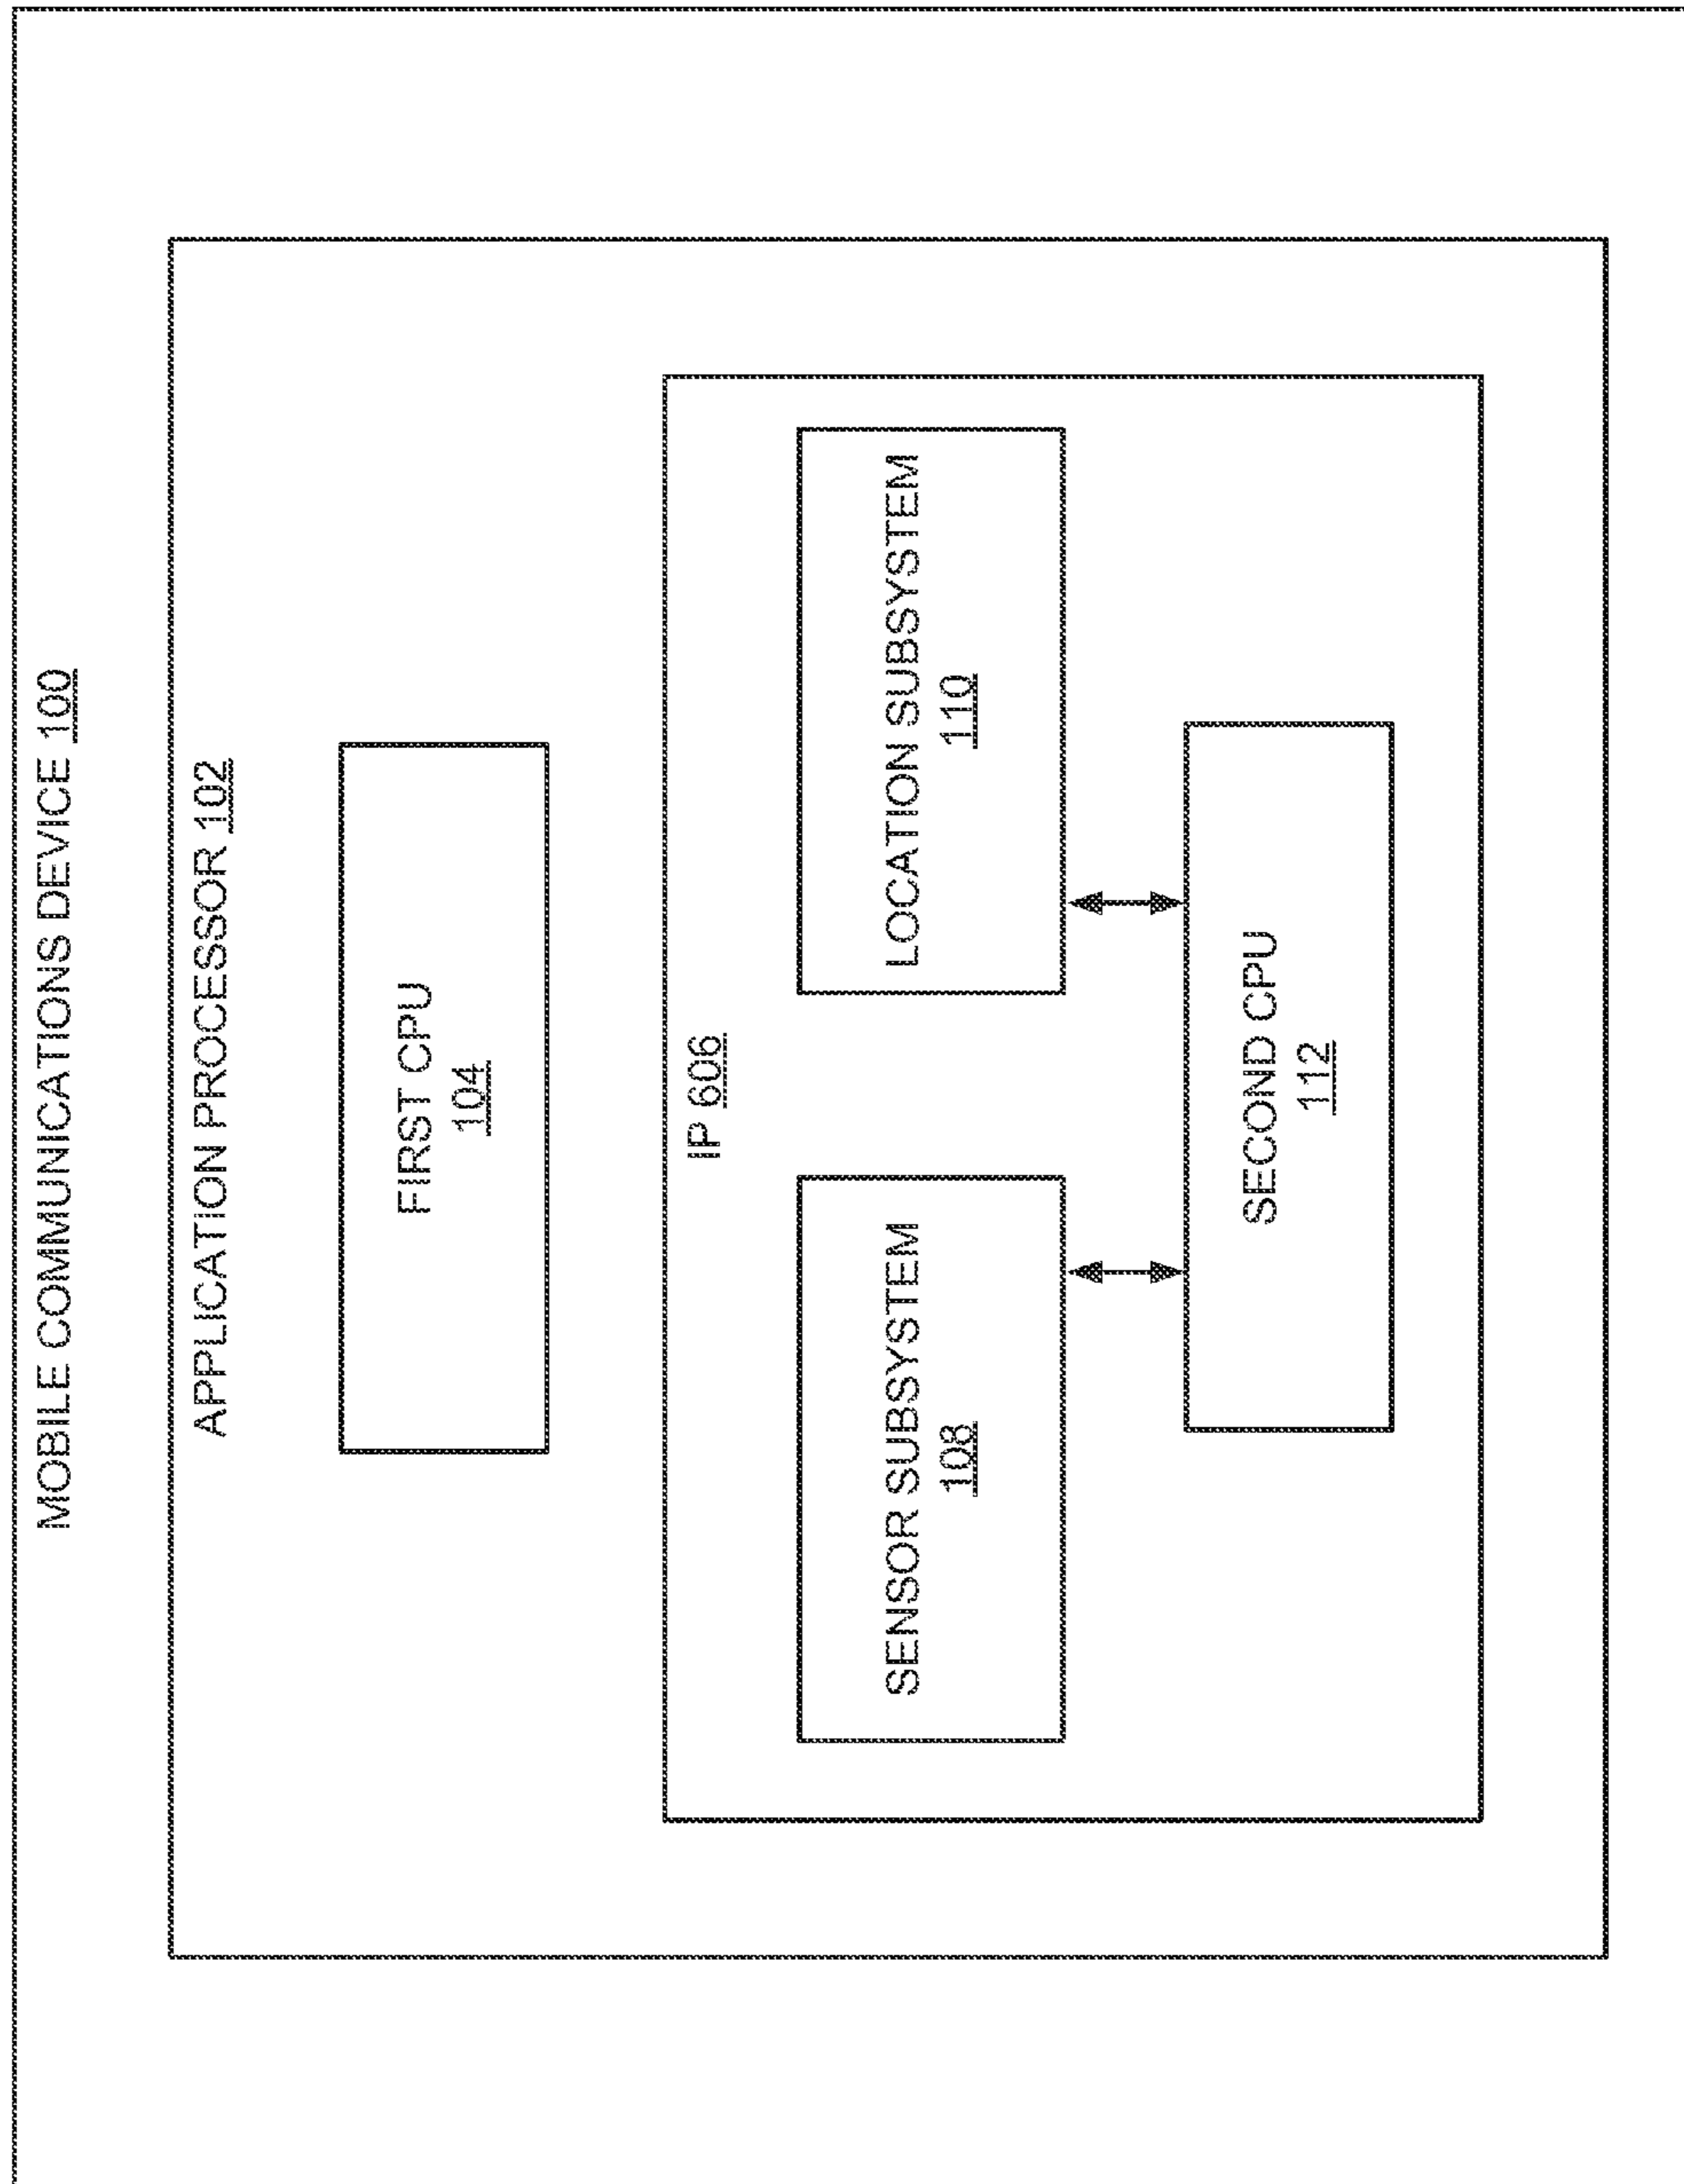 MOBILE COMMUNICATIONS DEVICE 100
APPLICATION PROCESSOR 102
FIRST CPU
104
IP 606
SENSOR SUBSYSTEM
108
LOCATION SUBSYSTEM
110
SECOND CPU
112